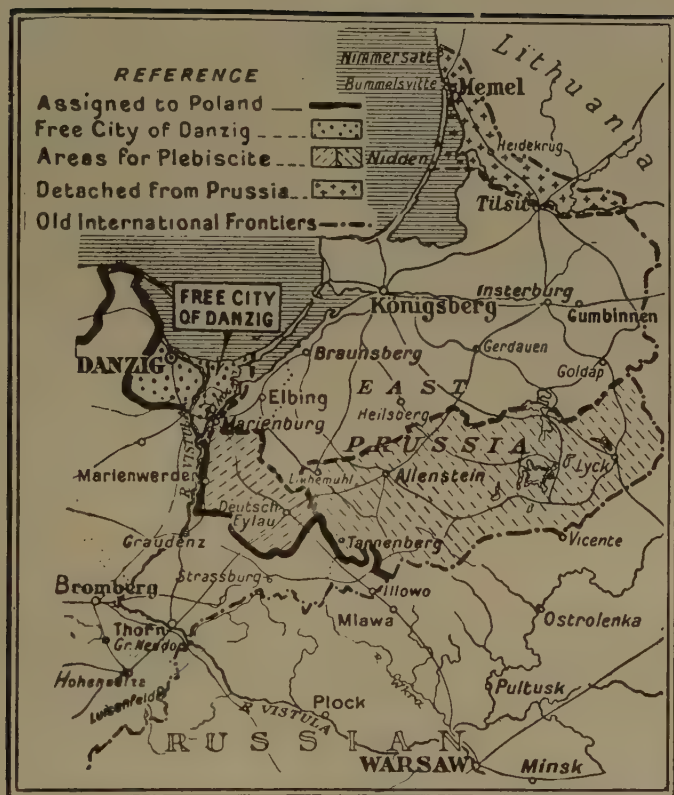 REFERENCE
Assigned to Poland
Free City of Danzig
Areas for Plebiscite
Detached from Prussia
Old International Frontiers
Nimmersatt
Bummelsvitte
Memel
Lithuania
Heidekrug
Nidden
Tilsit
FREE CITY
OF DANZIG
Königsberg
Insterburg
Gumbinnen
DANZIG
Braunsberg
Gerdauen
Goldap
Elbing
EAST
Heilsberg
Marienburg
PRUSSIA
R. VISTULA
Marienwerder
Allenstein
Lyck
Deutsch
Eylau
Graudenz
Tannenberg
Vicente
Strassburg
Illowo
Bromberg
Mlawa
Ostrolenka
Thorn
Pultusk
Plock
R. VISTULA
RUSSIAN
WARSAW
Minsk